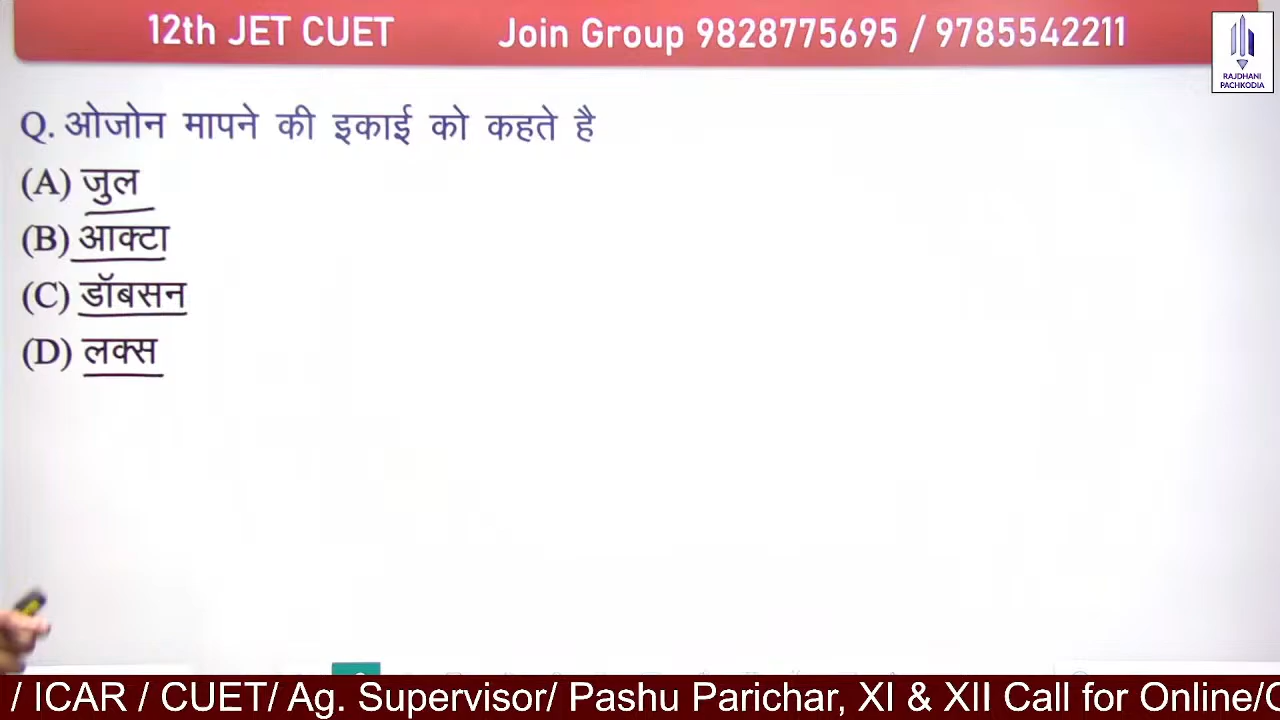 12th JET CUET Join Group 9828775695 / 9785542211
RAJDHANI
PACHKODIA
Q. ओजोन मापने की इकाई को कहते है
(A) जुल
(B) आक्टा
(C) डॉबसन
(D) लक्स
/ ICAR / CUET/ Ag. Supervisor/ Pashu Parichar, XI & XII Call for Online/